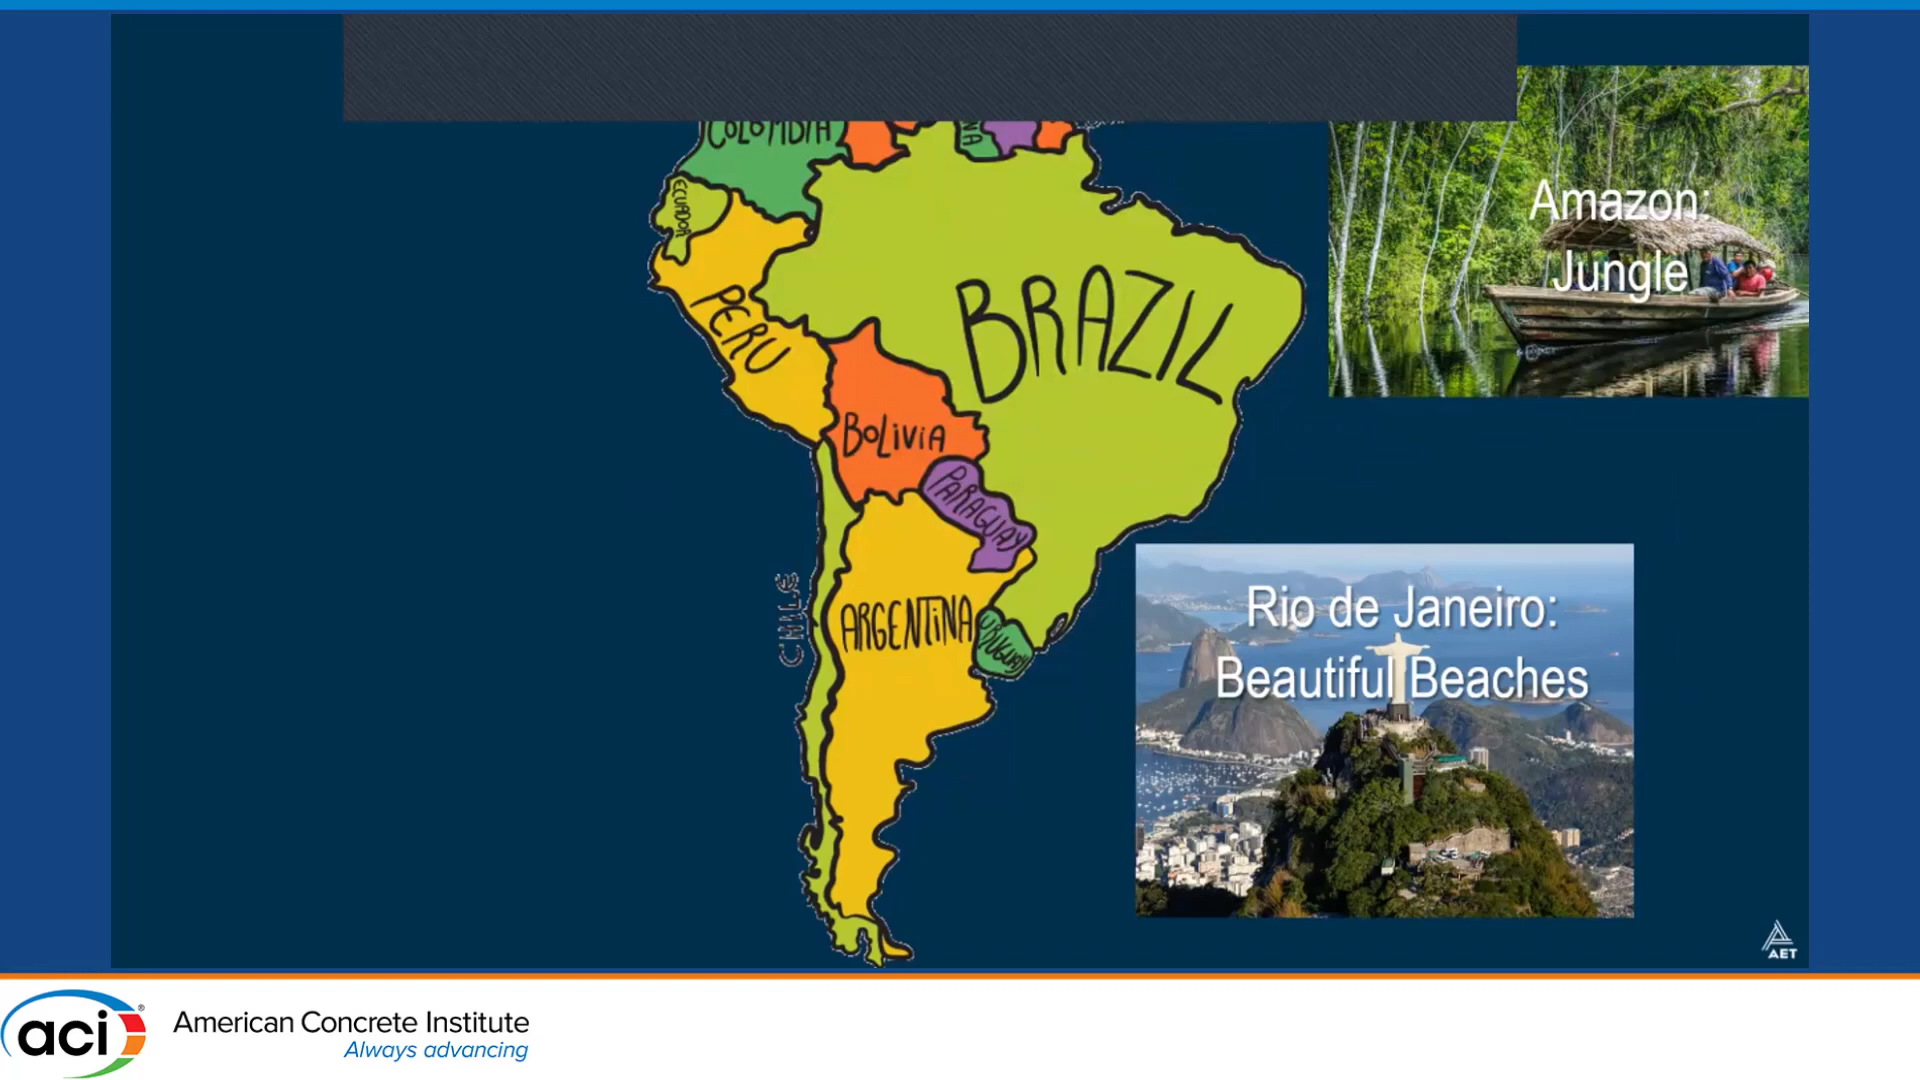 COLOMBIA
NA
ECUADOR
PERU
BRAZIL
BOLIVIA
PARAGUAY
CHILE
ARGENTINA
URUGUAY
Amazon:
Jungle
Rio de Janeiro:
Beautiful Beaches
AET
aci®
American Concrete Institute
Always advancing